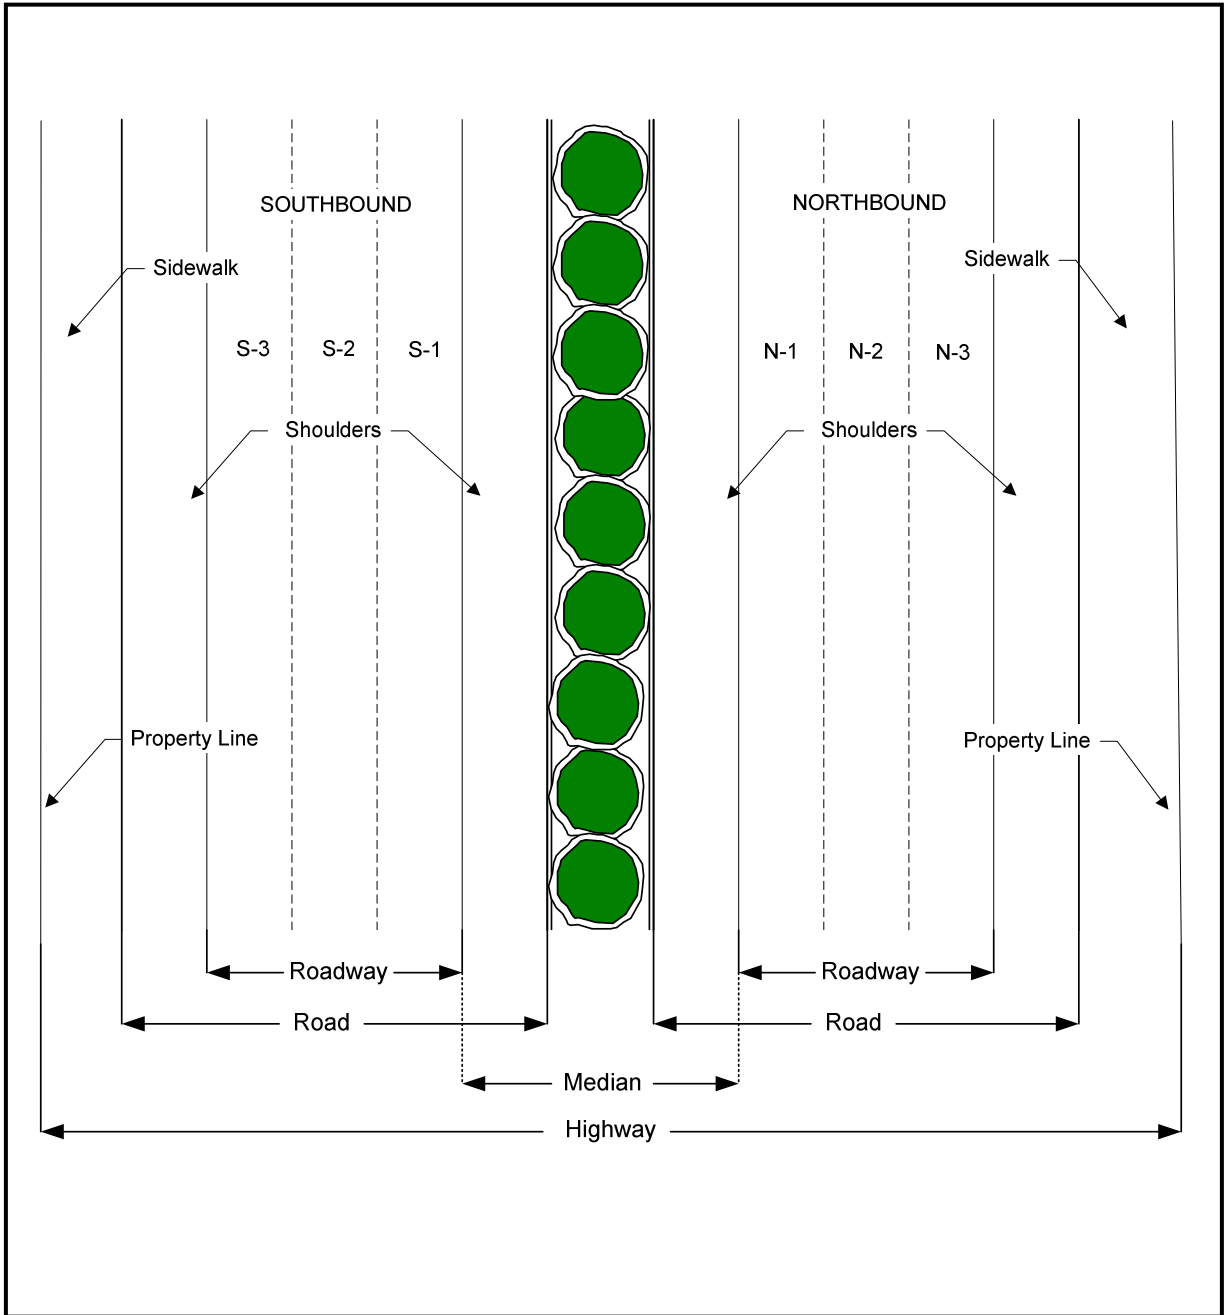 SOUTHBOUND
NORTHBOUND
Sidewalk
Sidewalk
S-3 S-2 S-1
N-1 N-2 N-3
Shoulders
Shoulders
Property Line
Property Line
Roadway
Roadway
Road
Road
Median
Highway